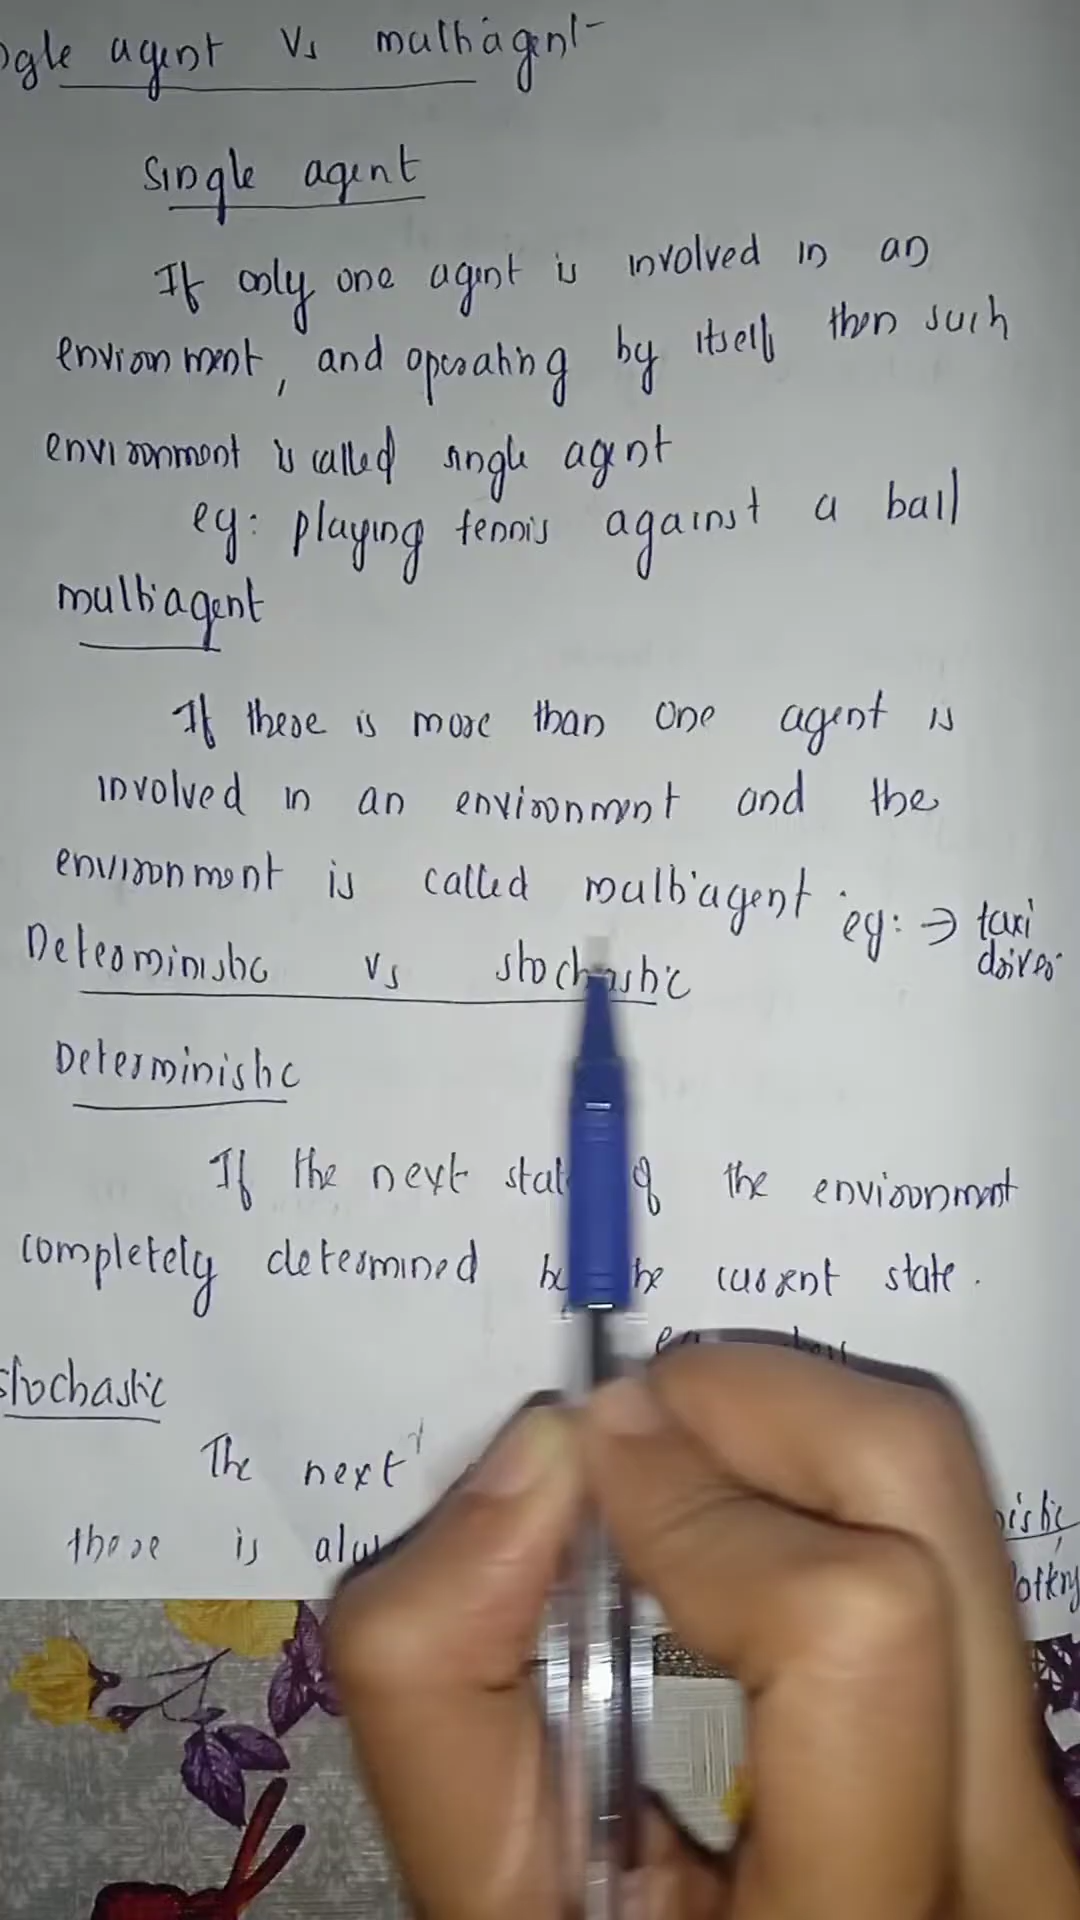 ngle agent Vs multiagent
Single agent
If only one agent is involved in an
environment, and operating by itself then such
environment is called single agent
eg: playing tennis against a ball
multiagent
If there is more than one agent is
involved in an environment and the
environment is called multiagent eg: → taxi
driver
Deterministic vs stochastic
Deterministic
If the next stat of the environment
completely determined by the current state.
stochastic
The next
there is